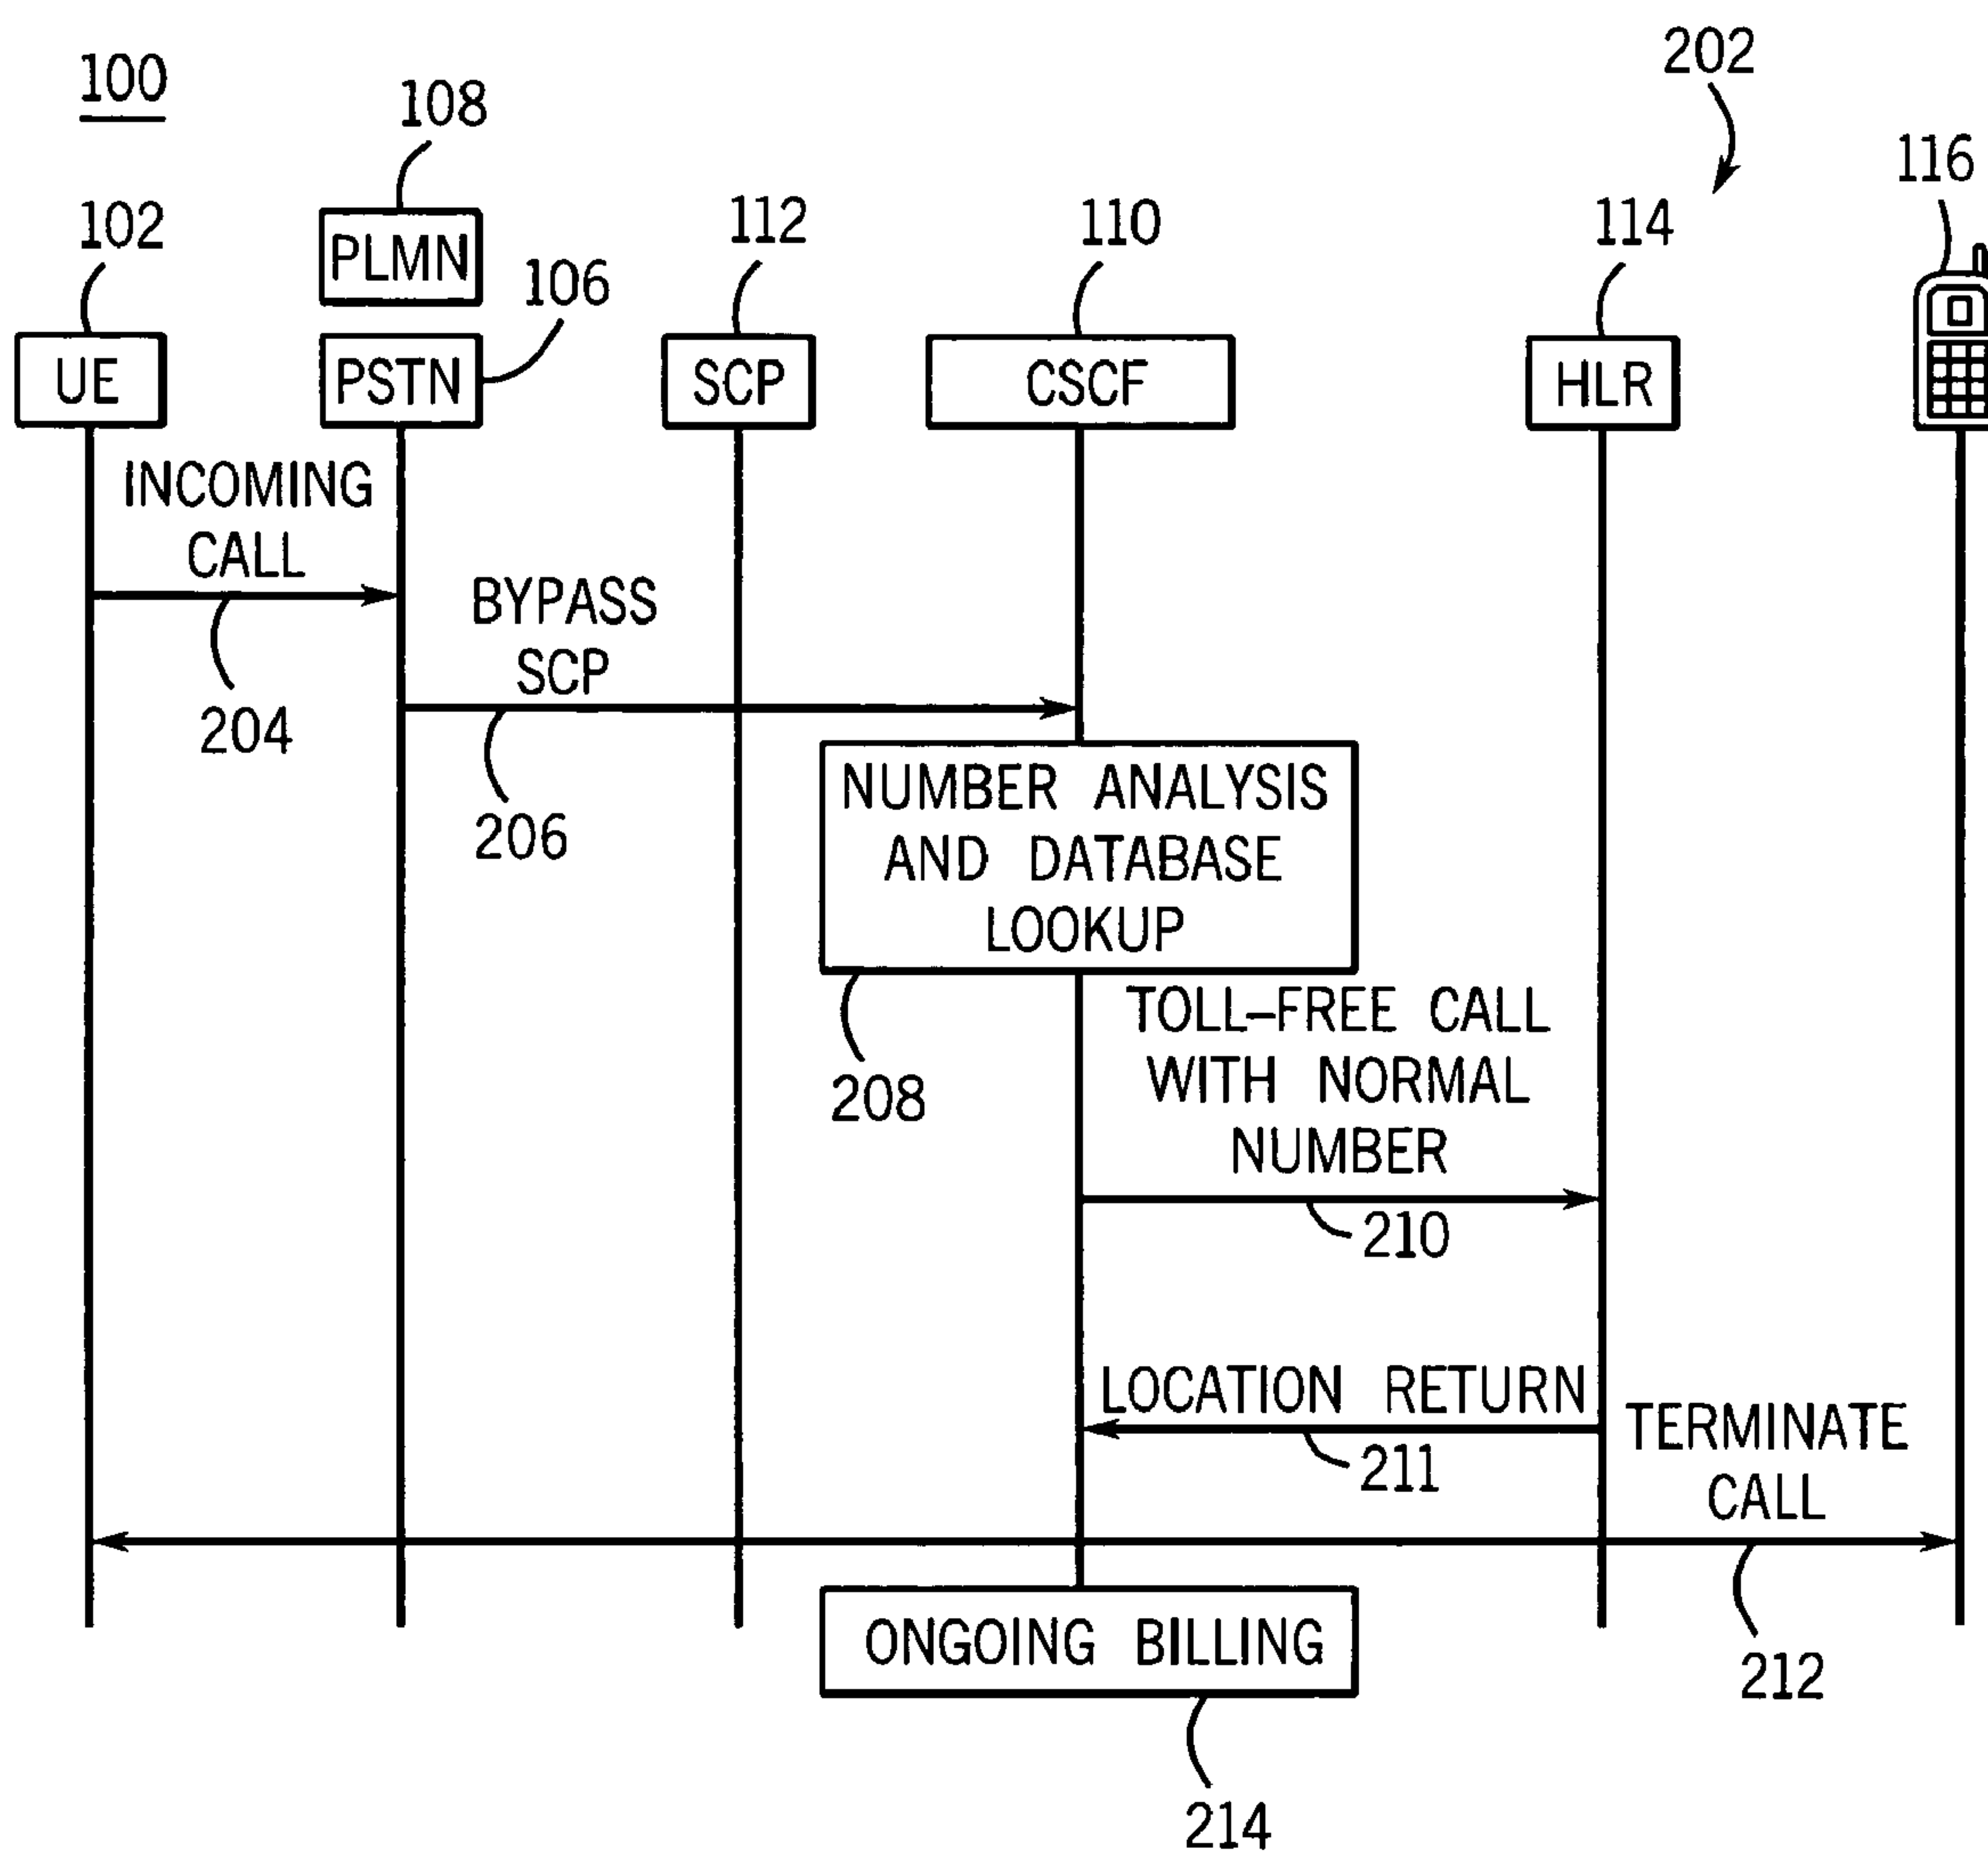 100
202
108
116
102
112
110
114
PLMN
106
UE
PSTN
SCP
CSCF
HLR
INCOMING
CALL
BYPASS
SCP
204
206
NUMBER ANALYSIS
AND DATABASE
LOOKUP
208
TOLL-FREE CALL
WITH NORMAL
NUMBER
210
LOCATION RETURN
211
TERMINATE
CALL
212
ONGOING BILLING
214